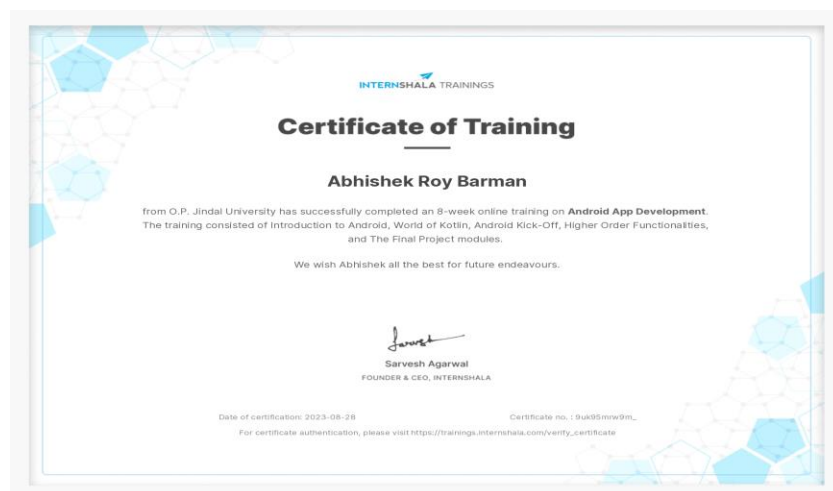 INTERNSHALA TRAININGS
Certificate of Training
Abhishek Roy Barman
from O.P. Jindal University has successfully completed an 8-week online training on Android App Development.
The training consisted of Introduction to Android, World of Kotlin, Android Kick-Off, Higher Order Functionalities,
and The Final Project modules.
We wish Abhishek all the best for future endeavours.
Sarvesh Agarwal
FOUNDER & CEO, INTERNSHALA
Date of certification: 2023-08-28
Certificate no. : 9uk95mrw9m_
For certificate authentication, please visit https://trainings.internshala.com/verify_certificate